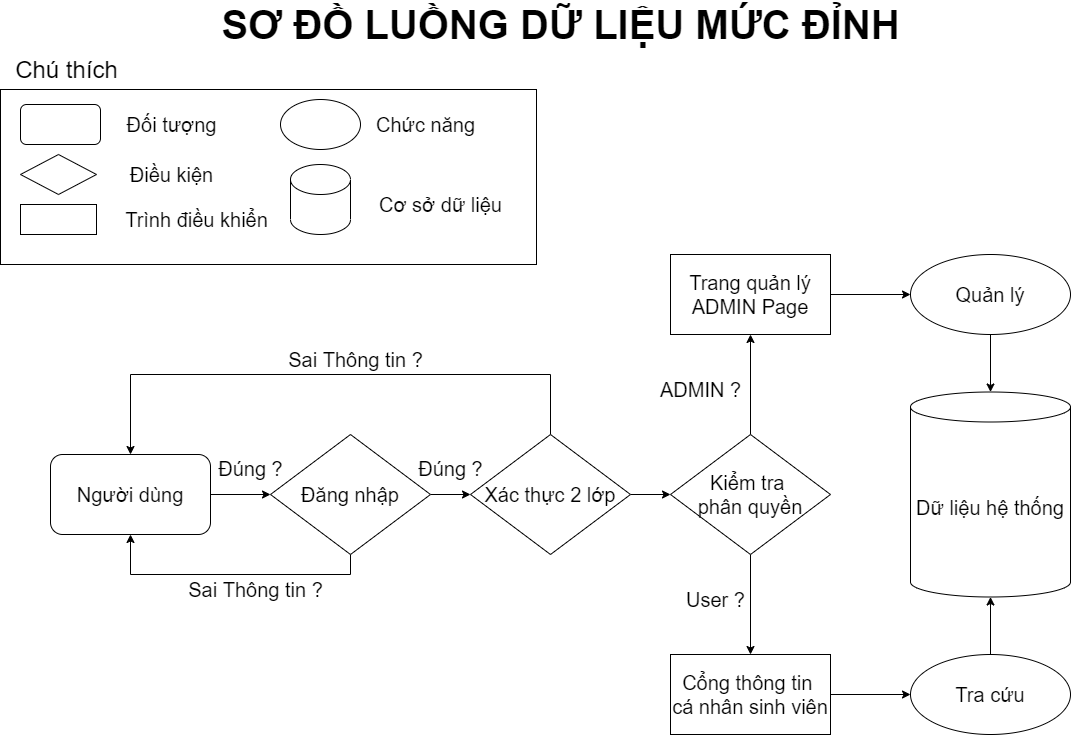 SƠ ĐỒ LUỒNG DỮ LIỆU MỨC ĐỈNH
Chú thích
Đối tượng
Chức năng
Điều kiện
Cơ sở dữ liệu
Trình điều khiển
Trang quản lý
ADMIN Page
Quản lý
Sai Thông tin ?
ADMIN ?
Người dùng
Đúng ?
Đăng nhập
Đúng ?
Xác thực 2 lớp
Kiểm tra
phân quyền
Dữ liệu hệ thống
Sai Thông tin ?
User ?
Cổng thông tin
cá nhân sinh viên
Tra cứu